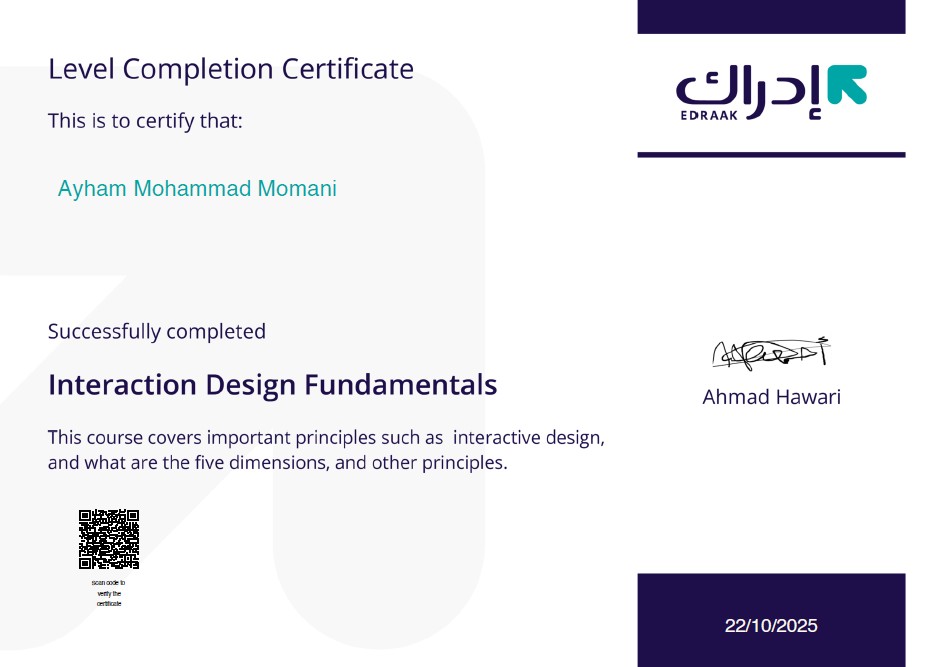 Level Completion Certificate
This is to certify that:
Ayham Mohammad Momani
Successfully completed
Interaction Design Fundamentals
This course covers important principles such as  interactive design,
and what are the five dimensions, and other principles.
scan code to
verify the
certificate
إدراك
EDRAAK
Ahmad Hawari
22/10/2025